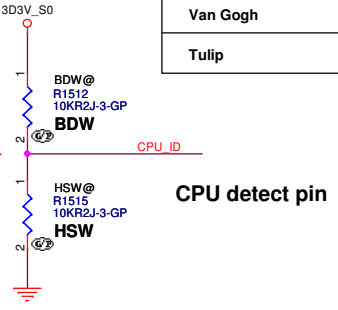 3D3V_S0
Van Gogh
Tulip
1
BDW@
R1512
10KR2J-3-GP
BDW
2
G/P
CPU_ID
1
HSW@
R1515
10KR2J-3-GP
HSW
2
G/P
CPU detect pin